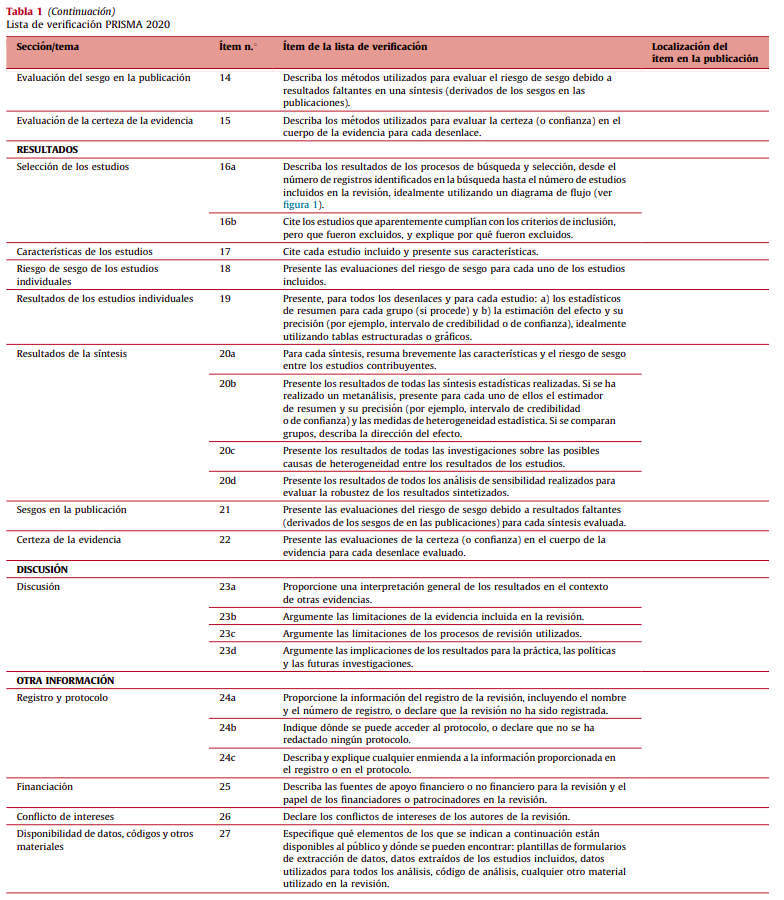 Tabla 1 (Continuación)
Lista de verificación PRISMA 2020
Sección/tema Ítem n.° Ítem de la lista de verificación Localización del
ítem en la publicación
Evaluación del sesgo en la publicación 14 Describa los métodos utilizados para evaluar el riesgo de sesgo debido a
resultados faltantes en una síntesis (derivados de los sesgos en las
publicaciones).
Evaluación de la certeza de la evidencia 15 Describa los métodos utilizados para evaluar la certeza (o confianza) en el
cuerpo de la evidencia para cada desenlace.
RESULTADOS
Selección de los estudios 16a Describa los resultados de los procesos de búsqueda y selección, desde el
número de registros identificados en la búsqueda hasta el número de estudios
incluidos en la revisión, idealmente utilizando un diagrama de flujo (ver
figura 1).
16b Cite los estudios que aparentemente cumplían con los criterios de inclusión,
pero que fueron excluidos, y explique por qué fueron excluidos.
Características de los estudios 17 Cite cada estudio incluido y presente sus características.
Riesgo de sesgo de los estudios 18 Presente las evaluaciones del riesgo de sesgo para cada uno de los estudios
individuales incluidos.
Resultados de los estudios individuales 19 Presente, para todos los desenlaces y para cada estudio: a) los estadísticos
de resumen para cada grupo (si procede) y b) la estimación del efecto y su
precisión (por ejemplo, intervalo de credibilidad o de confianza), idealmente
utilizando tablas estructuradas o gráficos.
Resultados de la síntesis 20a Para cada síntesis, resuma brevemente las características y el riesgo de sesgo
entre los estudios contribuyentes.
20b Presente los resultados de todas las síntesis estadísticas realizadas. Si se ha
realizado un metanálisis, presente para cada uno de ellos el estimador
de resumen y su precisión (por ejemplo, intervalo de credibilidad
o de confianza) y las medidas de heterogeneidad estadística. Si se comparan
grupos, describa la dirección del efecto.
20c Presente los resultados de todas las investigaciones sobre las posibles
causas de heterogeneidad entre los resultados de los estudios.
20d Presente los resultados de todos los análisis de sensibilidad realizados para
evaluar la robustez de los resultados sintetizados.
Sesgos en la publicación 21 Presente las evaluaciones del riesgo de sesgo debido a resultados faltantes
(derivados de los sesgos de en las publicaciones) para cada síntesis evaluada.
Certeza de la evidencia 22 Presente las evaluaciones de la certeza (o confianza) en el cuerpo de la
evidencia para cada desenlace evaluado.
DISCUSIÓN
Discusión 23a Proporcione una interpretación general de los resultados en el contexto
de otras evidencias.
23b Argumente las limitaciones de la evidencia incluida en la revisión.
23c Argumente las limitaciones de los procesos de revisión utilizados.
23d Argumente las implicaciones de los resultados para la práctica, las políticas
y las futuras investigaciones.
OTRA INFORMACIÓN
Registro y protocolo 24a Proporcione la información del registro de la revisión, incluyendo el nombre
y el número de registro, o declare que la revisión no ha sido registrada.
24b Indique dónde se puede acceder al protocolo, o declare que no se ha
redactado ningún protocolo.
24c Describa y explique cualquier enmienda a la información proporcionada en
el registro o en el protocolo.
Financiación 25 Describa las fuentes de apoyo financiero o no financiero para la revisión y el
papel de los financiadores o patrocinadores en la revisión.
Conflicto de intereses 26 Declare los conflictos de intereses de los autores de la revisión.
Disponibilidad de datos, códigos y otros 27 Especifique qué elementos de los que se indican a continuación están
materiales disponibles al público y dónde se pueden encontrar: plantillas de formularios
de extracción de datos, datos extraídos de los estudios incluidos, datos
utilizados para todos los análisis, código de análisis, cualquier otro material
utilizado en la revisión.